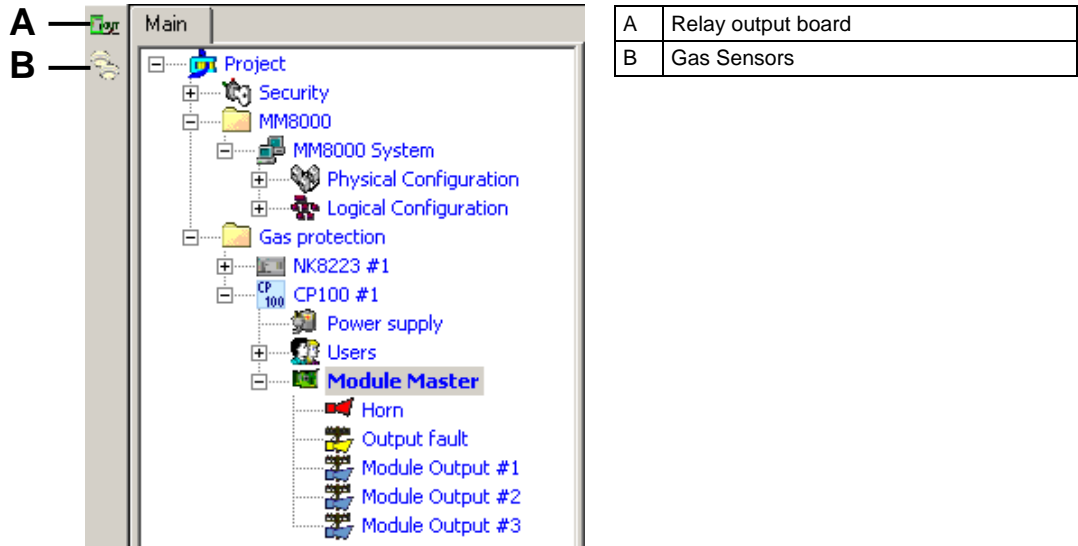 A
B
OUT
Main
Project
Security
MM8000
MM8000 System
Physical Configuration
Logical Configuration
Gas protection
NK8223 #1
CP
100
CP100 #1
Power supply
Users
Module Master
Horn
Output fault
Module Output #1
Module Output #2
Module Output #3
A Relay output board
B Gas Sensors